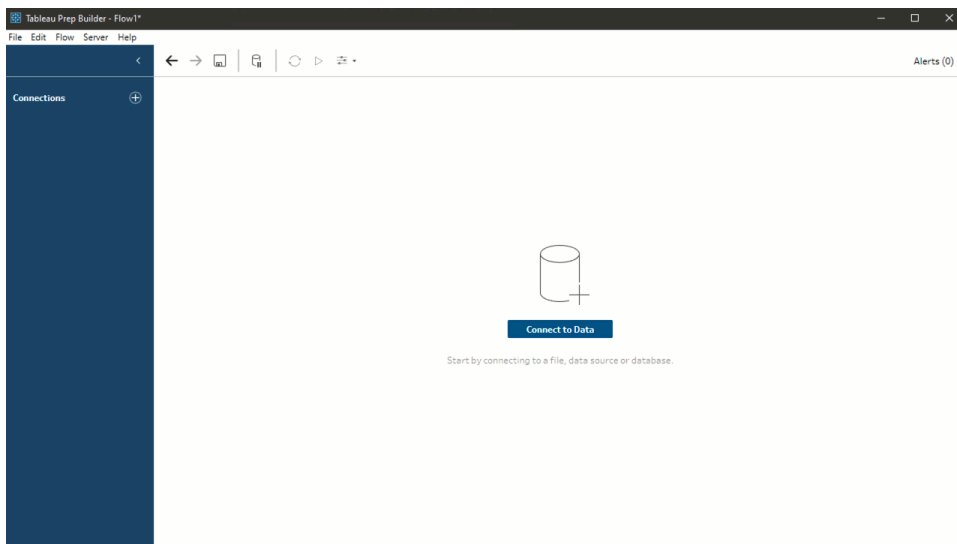 Tableau Prep Builder - Flow1*
File Edit Flow Server Help
Alerts (0)
Connections
Connect to Data
Start by connecting to a file, data source or database.